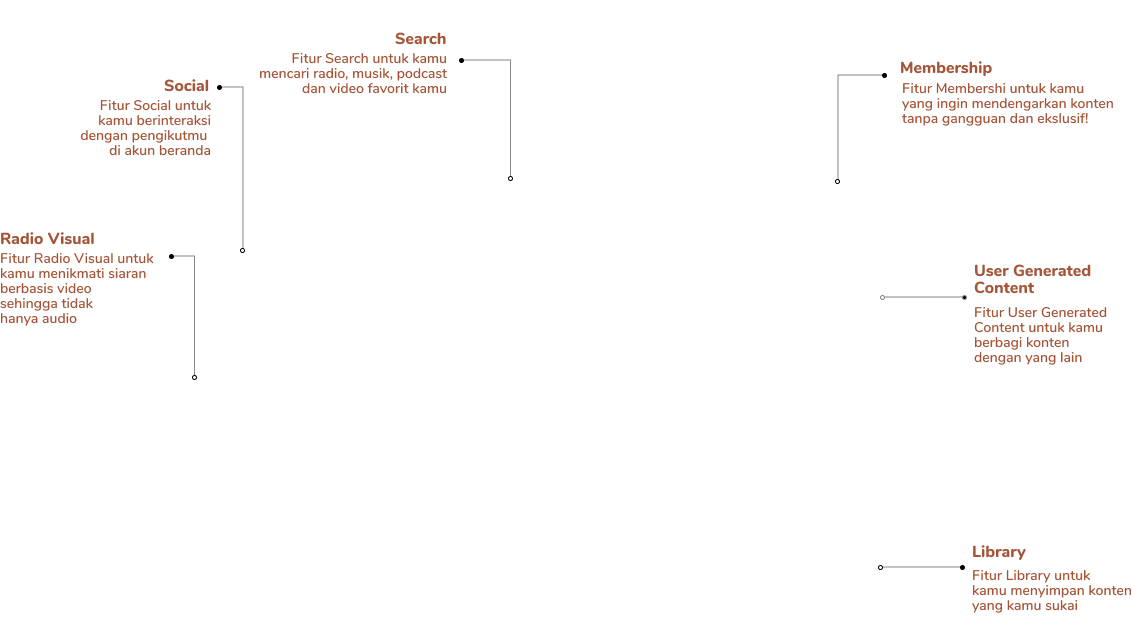 Search
Fitur Search untuk kamu
mencari radio, musik, podcast
dan video favorit kamu
Social
Fitur Social untuk
kamu berinteraksi
dengan pengikutmu
di akun beranda
Radio Visual
Fitur Radio Visual untuk
kamu menikmati siaran
berbasis video
sehingga tidak
hanya audio
Membership
Fitur Membershi untuk kamu
yang ingin mendengarkan konten
tanpa gangguan dan ekslusif!
User Generated
Content
Fitur User Generated
Content untuk kamu
berbagi konten
dengan yang lain
Library
Fitur Library untuk
kamu menyimpan konten
yang kamu sukai